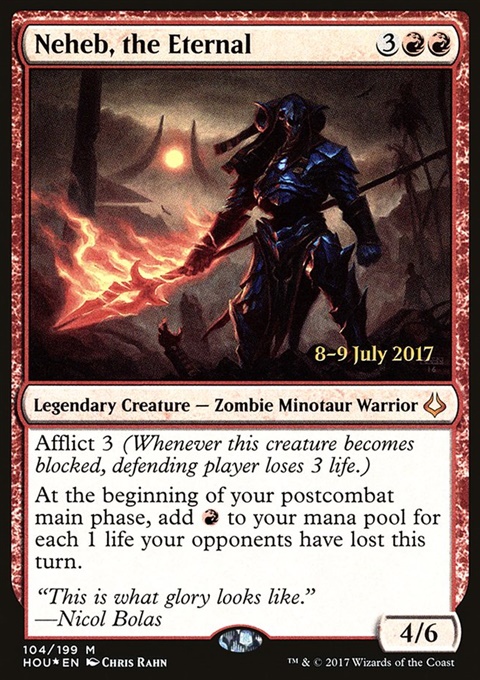 Neheb, the Eternal 3
8–9 July 2017
Legendary Creature — Zombie Minotaur Warrior
Afflict 3 (Whenever this creature becomes
blocked, defending player loses 3 life.)
At the beginning of your postcombat
main phase, add to your mana pool for
each 1 life your opponents have lost this
turn.
“This is what glory looks like.”
—Nicol Bolas
4/6
104/199 M
HOU★EN Chris Rahn
™ & © 2017 Wizards of the Coast